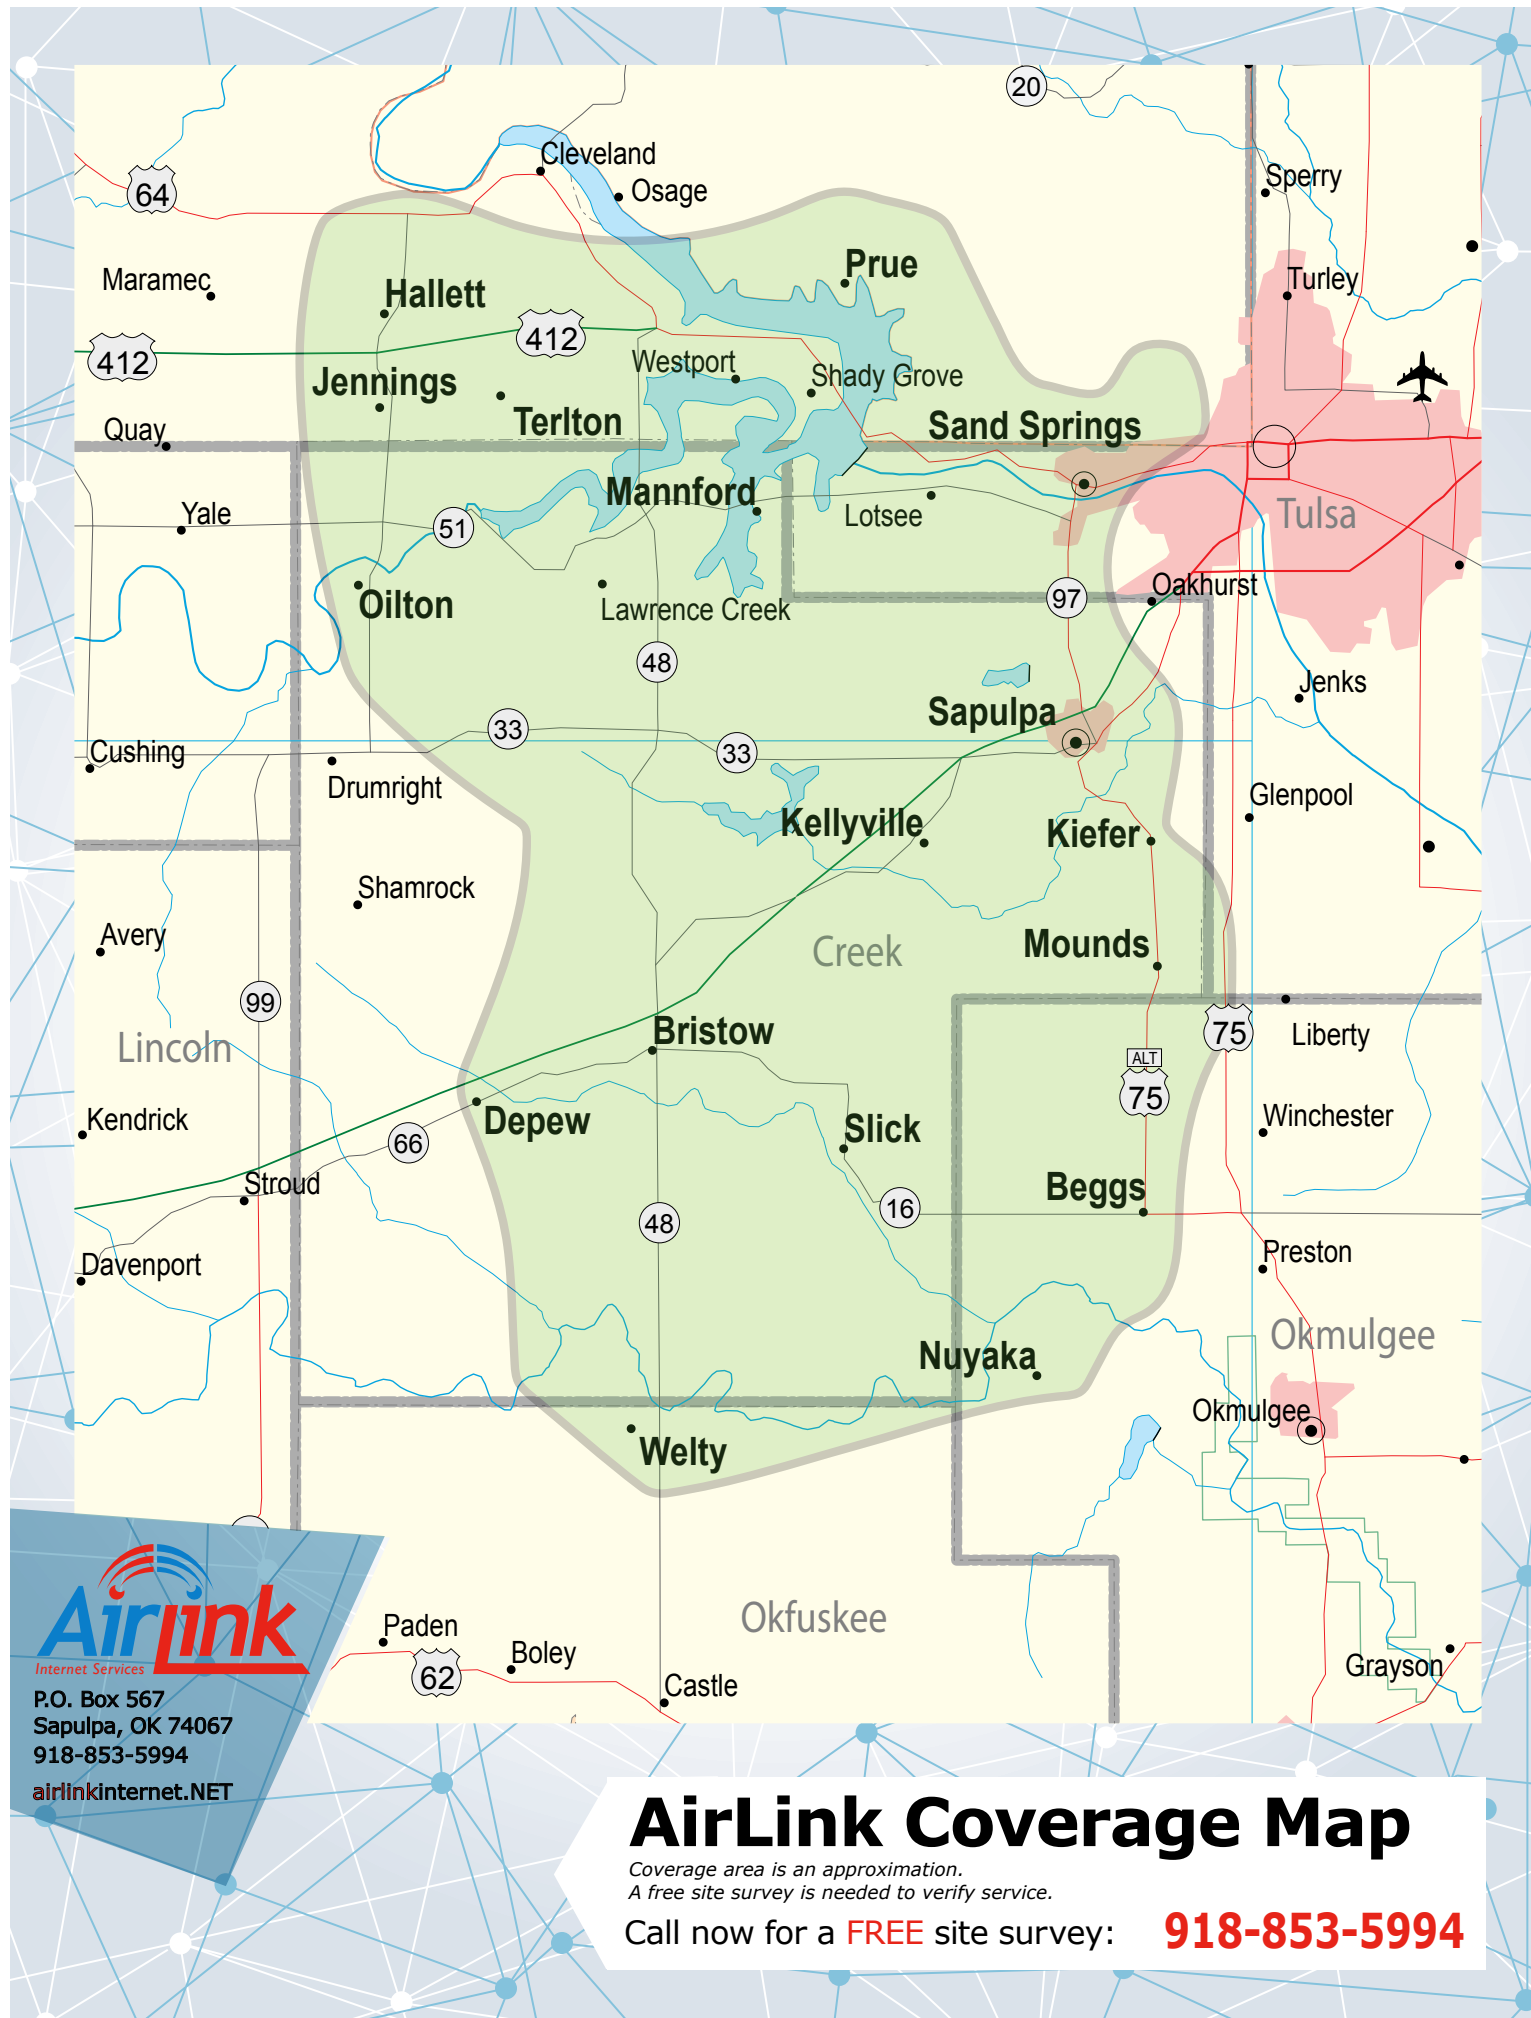 20
Cleveland
Osage
Sperry
64
Prue
Maramec
Hallett
Turley
412
412
Westport
Shady Grove
Jennings
Terlton
Sand Springs
Quay
Mannford
Lotsee
Tulsa
Yale
51
Oilton
Lawrence Creek
97
Oakhurst
48
Jenks
Sapulpa
33
33
Cushing
Drumright
Glenpool
Kellyville
Kiefer
Shamrock
Avery
Creek
Mounds
99
Lincoln
Bristow
75
Liberty
ALT
75
Kendrick
Depew
66
Slick
Winchester
Stroud
Beggs
16
48
Davenport
Preston
Okmulgee
Nuyaka
Okmulgee
Welty
Okfuskee
Paden
Boley
62
Castle
Grayson
AirLink
Internet Services
P.O. Box 567
Sapulpa, OK 74067
918-853-5994
airlinkinternet.NET
AirLink Coverage Map
Coverage area is an approximation.
A free site survey is needed to verify service.
Call now for a FREE site survey: 918-853-5994